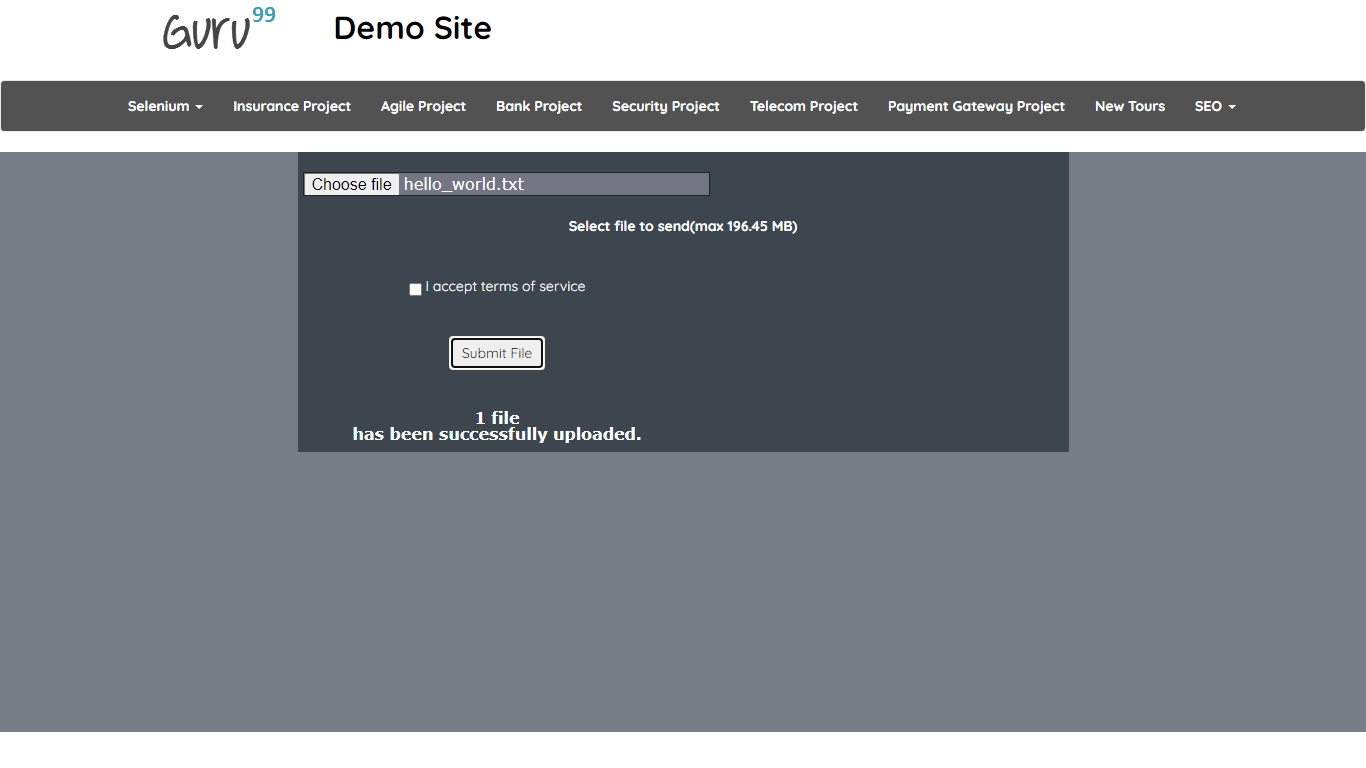 Guru99 Demo Site
Selenium Insurance Project Agile Project Bank Project Security Project Telecom Project Payment Gateway Project New Tours SEO
Choose file hello_world.txt
Select file to send(max 196.45 MB)
I accept terms of service
Submit File
1 file
has been successfully uploaded.